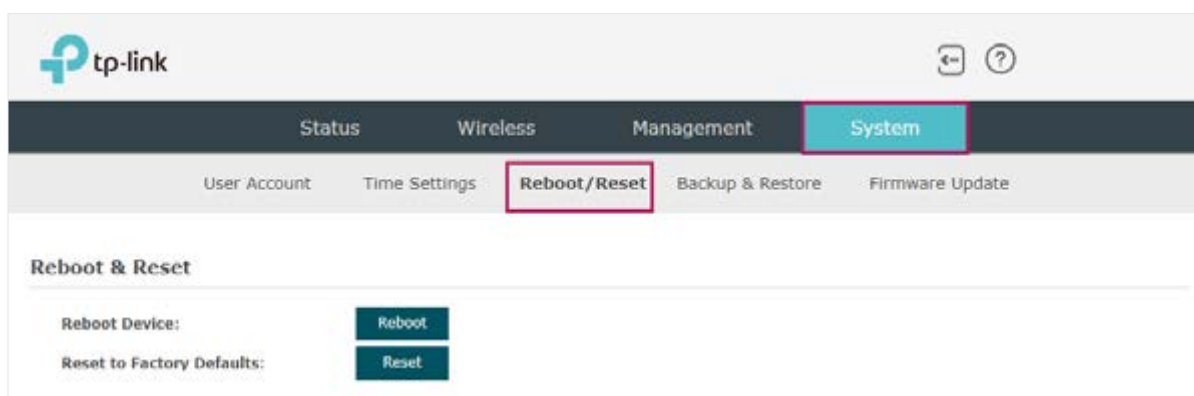 tp-link
?
Status Wireless Management System
User Account Time Settings Reboot/Reset Backup & Restore Firmware Update
Reboot & Reset
Reboot Device: Reboot
Reset to Factory Defaults: Reset